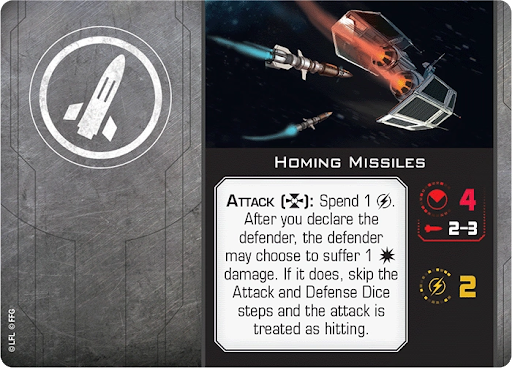 HOMING MISSILES
ATTACK (): Spend 1 .
After you declare the
defender, the defender
may choose to suffer 1
damage. If it does, skip the
Attack and Defense Dice
steps and the attack is
treated as hitting.
4
2–3
2
© LFL © FFG